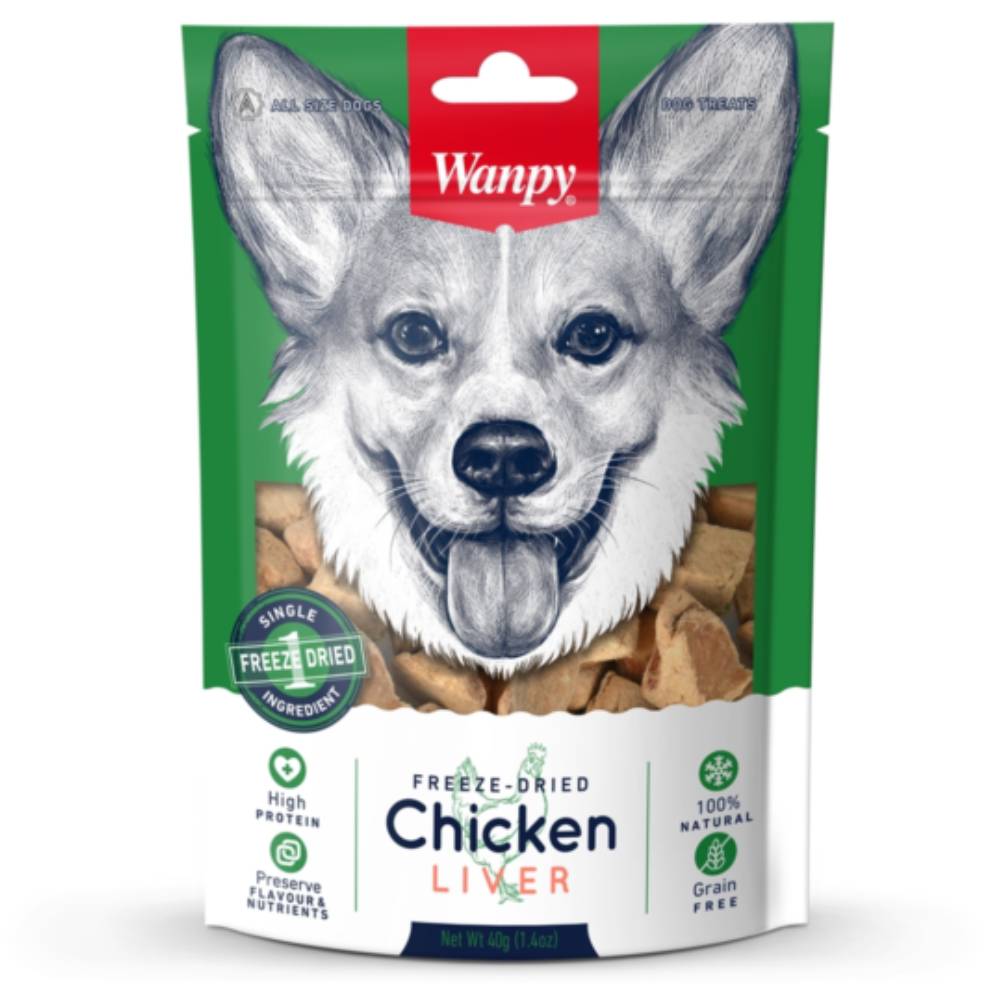 ALL SIZE DOGS
DOG TREATS
Wanpy®
SINGLE
1
FREEZE DRIED
INGREDIENT
High
PROTEIN
Preserve
FLAVOUR &
NUTRIENTS
FREEZE-DRIED
Chicken
LIVER
100%
NATURAL
Grain
FREE
Net Wt 40g (1.4oz)